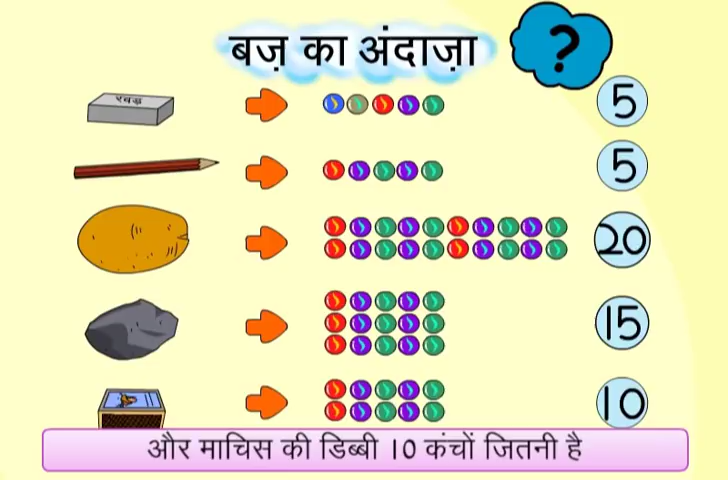 बज़ का अंदाज़ा
?
रबड़
5
5
20
15
10
और माचिस की डिब्बी 10 कंचों जितनी है